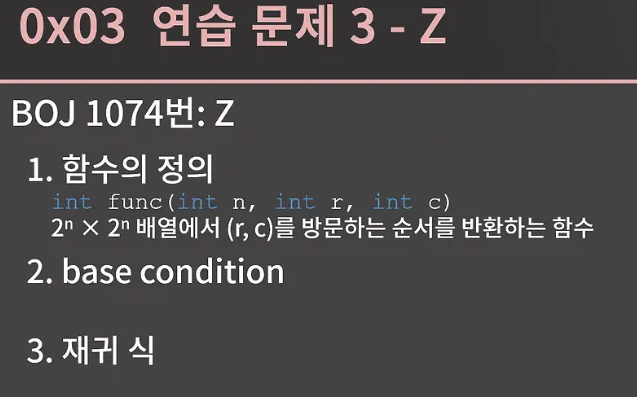 0x03 연습 문제 3 - Z
BOJ 1074번: Z
1. 함수의 정의
int func(int n, int r, int c)
2ⁿ × 2ⁿ 배열에서 (r, c)를 방문하는 순서를 반환하는 함수
2. base condition
3. 재귀 식